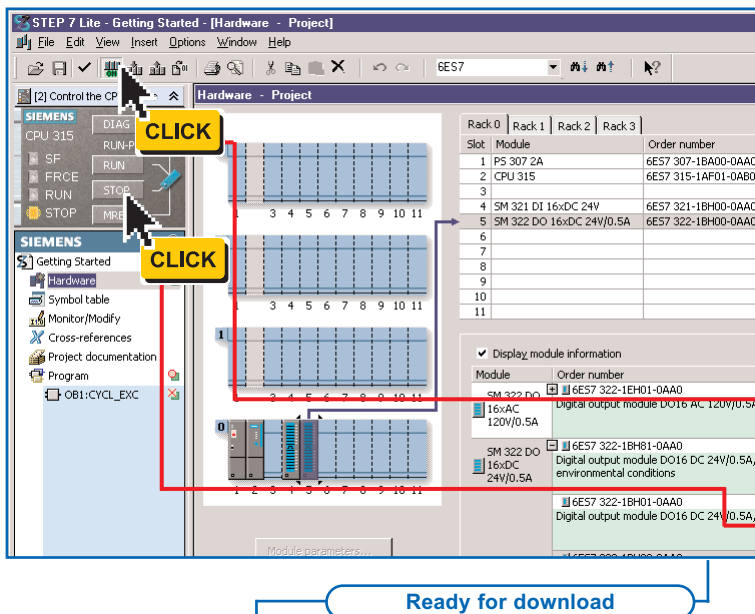 STEP 7 Lite - Getting Started - [Hardware - Project]
File Edit View Insert Options Window Help
6ES7
[2] Control the CP
Hardware - Project
SIEMENS
CPU 315
DIAG
RUN-P
SF
RUN
FRCE
RUN
STOP
STOP
MRE
CLICK
CLICK
SIEMENS
Getting Started
Hardware
Symbol table
Monitor/Modify
Cross-references
Project documentation
Program
OB1:CYCL_EXC
1 3 4 5 6 7 8 9 10 11
3 4 5 6 7 8 9 10 11
1
3 4 5 6 7 8 9 10 11
0
1 2 3 4 5 6 7 8 9 10 11
Module parameters...
Rack 0 Rack 1 Rack 2 Rack 3
Slot Module Order number
1 PS 307 2A 6ES7 307-1BA00-0AA0
2 CPU 315 6ES7 315-1AF01-0AB0
3
4 SM 321 DI 16xDC 24V 6ES7 321-1BH00-0AA0
5 SM 322 DO 16xDC 24V/0.5A 6ES7 322-1BH00-0AA0
6
7
8
9
10
11
Display module information
Module Order number
SM 322 DO
16xAC
120V/0.5A
6ES7 322-1EH01-0AA0
Digital output module DO16 AC 120V/0.5A
SM 322 DO
16xDC
24V/0.5A
6ES7 322-1BH81-0AA0
Digital output module DO16 DC 24V/0.5A,
environmental conditions
6ES7 322-1BH01-0AA0
Digital output module DO16 DC 24V/0.5A,
Ready for download